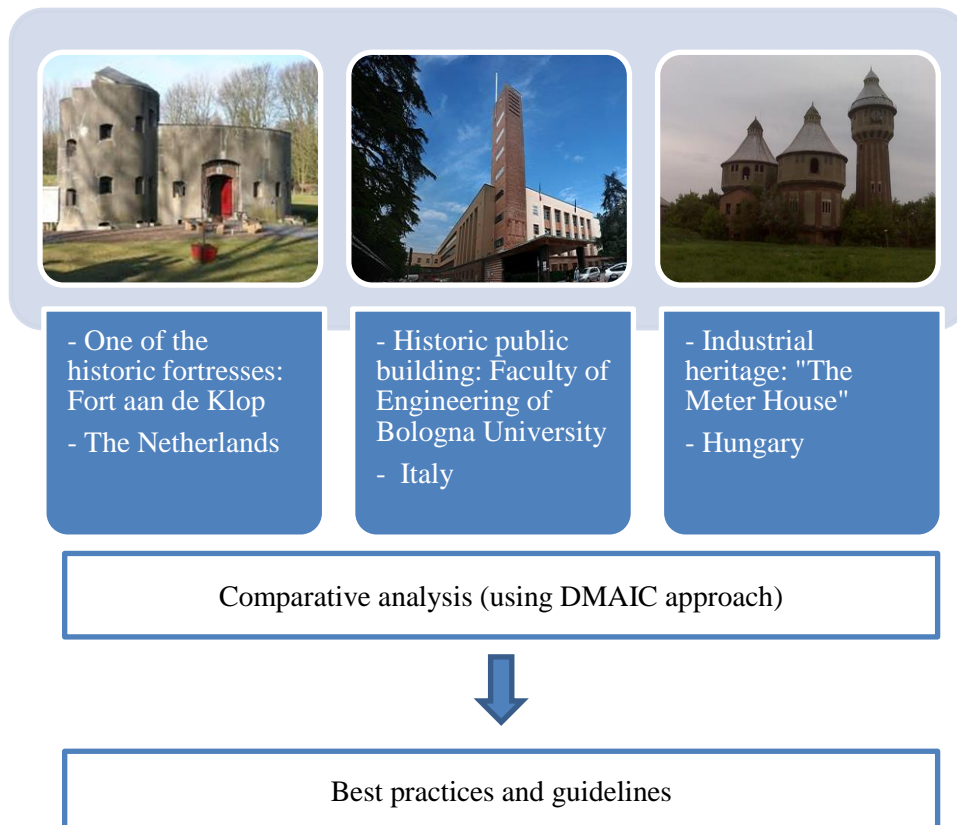 - One of the
historic fortresses:
Fort aan de Klop
- The Netherlands
- Historic public
building: Faculty of
Engineering of
Bologna University
- Italy
- Industrial
heritage: "The
Meter House"
- Hungary
Comparative analysis (using DMAIC approach)
Best practices and guidelines